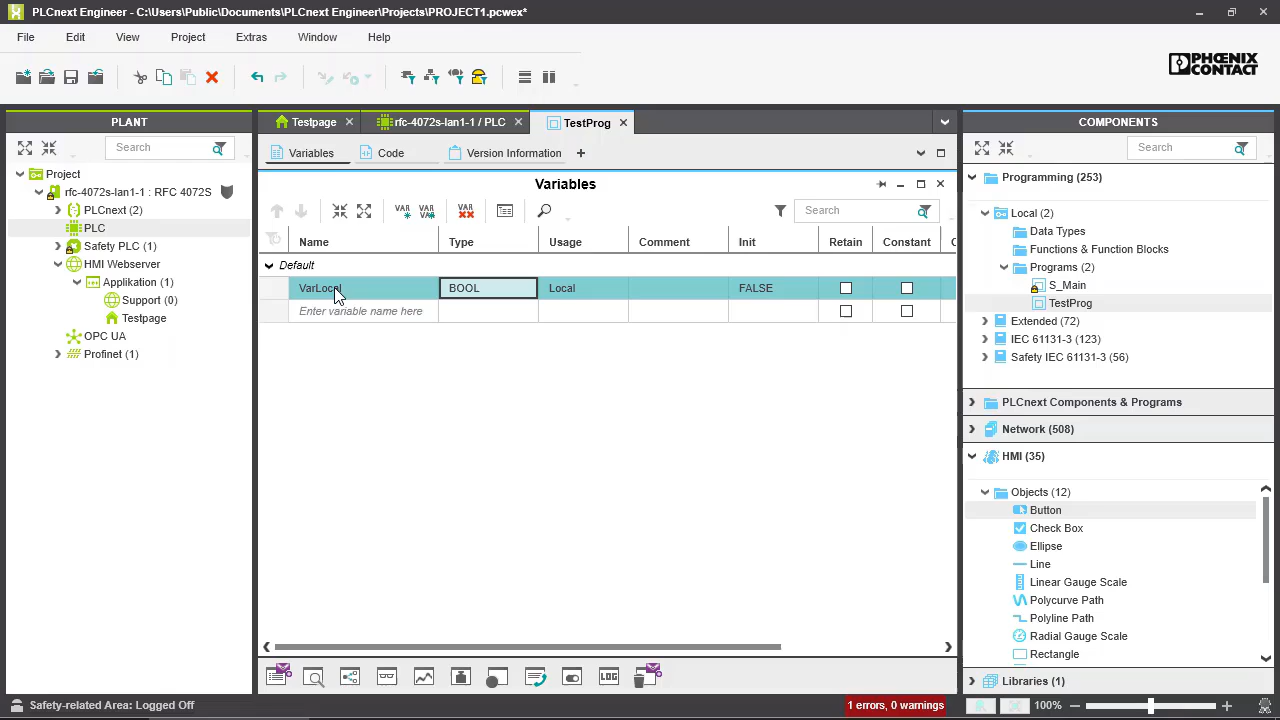 PLCnext Engineer - C:\Users\Public\Documents\PLCnext Engineer\Projects\PROJECT1.pcwex*
File Edit View Project Extras Window Help
PHŒNIX
CONTACT
PLANT
Search
Project
rfc-4072s-lan1-1 : RFC 4072S
PLCnext (2)
PLC
Safety PLC (1)
HMI Webserver
Applikation (1)
Support (0)
Testpage
OPC UA
Profinet (1)
Testpage rfc-4072s-lan1-1 / PLC TestProg
Variables Code Version Information
Variables
VAR VAR VAR Search
Name Type Usage Comment Init Retain Constant
Default
VarLocal BOOL Local FALSE
Enter variable name here
LOG
COMPONENTS
Search
Programming (253)
Local (2)
Data Types
Functions & Function Blocks
Programs (2)
S_Main
TestProg
Extended (72)
IEC 61131-3 (123)
Safety IEC 61131-3 (56)
PLCnext Components & Programs
Network (508)
HMI (35)
Objects (12)
Button
Check Box
Ellipse
Line
Linear Gauge Scale
Polycurve Path
Polyline Path
Radial Gauge Scale
Rectangle
Libraries (1)
Safety-related Area: Logged Off
1 errors, 0 warnings
100%